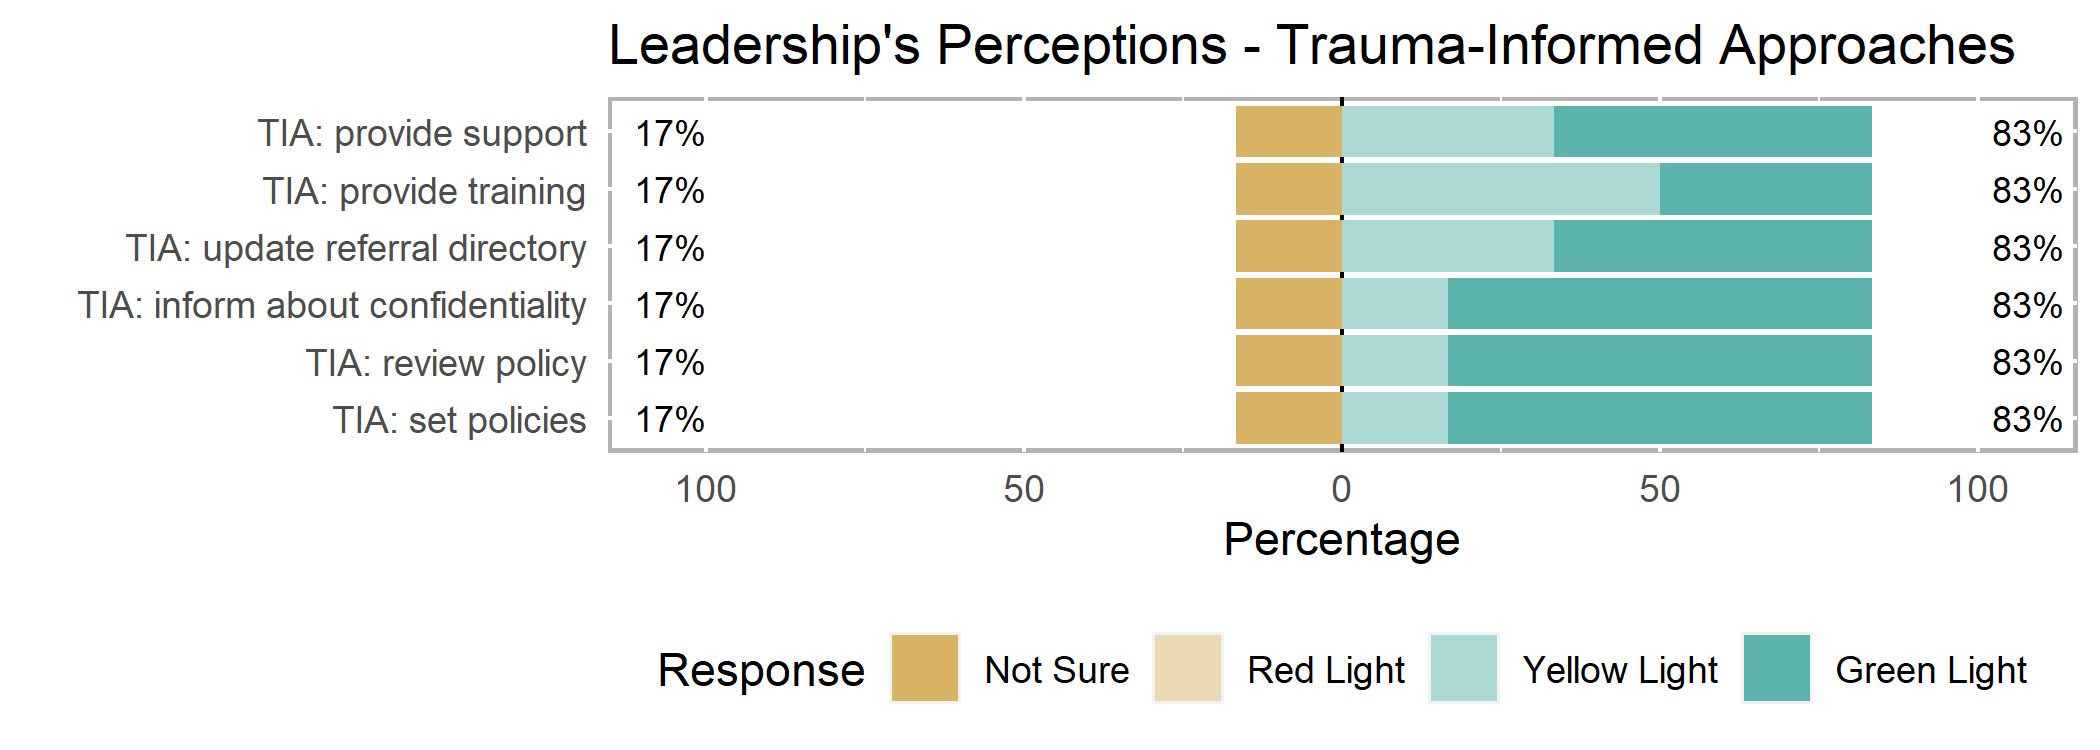 Leadership's Perceptions - Trauma-Informed Approaches
TIA: provide support 17% 83%
TIA: provide training 17% 83%
TIA: update referral directory 17% 83%
TIA: inform about confidentiality 17% 83%
TIA: review policy 17% 83%
TIA: set policies 17% 83%
100 50 0 50 100
Percentage
Response Not Sure Red Light Yellow Light Green Light